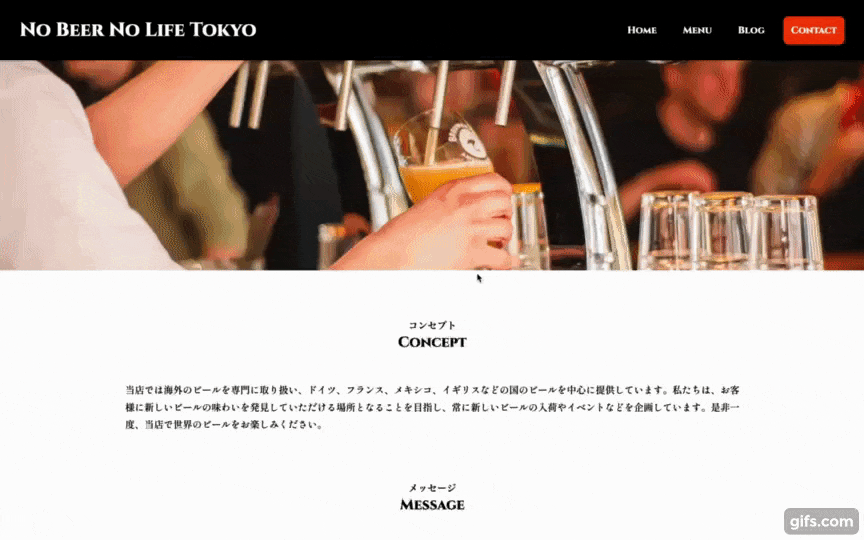 No Beer No Life Tokyo
Home Menu Blog Contact
コンセプト
Concept
当店では海外のビールを専門に取り扱い、ドイツ、フランス、メキシコ、イギリスなどの国のビールを中心に提供しています。私たちは、お客
様に新しいビールの味わいを発見していただける場所となることを目指し、常に新しいビールの入荷やイベントなどを企画しています。是非一
度、当店で世界のビールをお楽しみください。
メッセージ
Message
gifs.com